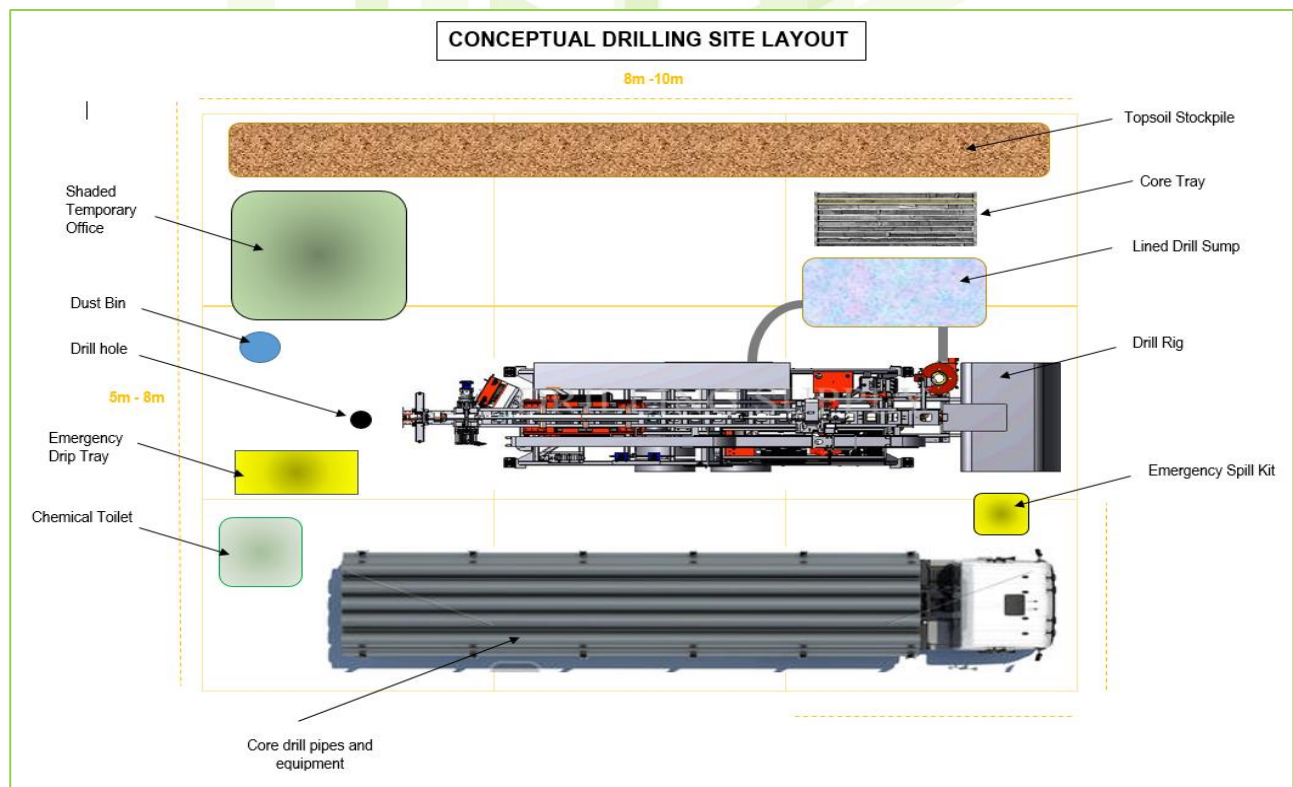 CONCEPTUAL DRILLING SITE LAYOUT
8m -10m
Topsoil Stockpile
Core Tray
Shaded
Temporary
Office
Lined Drill Sump
Dust Bin
Drill hole
Drill Rig
5m - 8m
Emergency
Drip Tray
Emergency Spill Kit
Chemical Toilet
Core drill pipes and
equipment